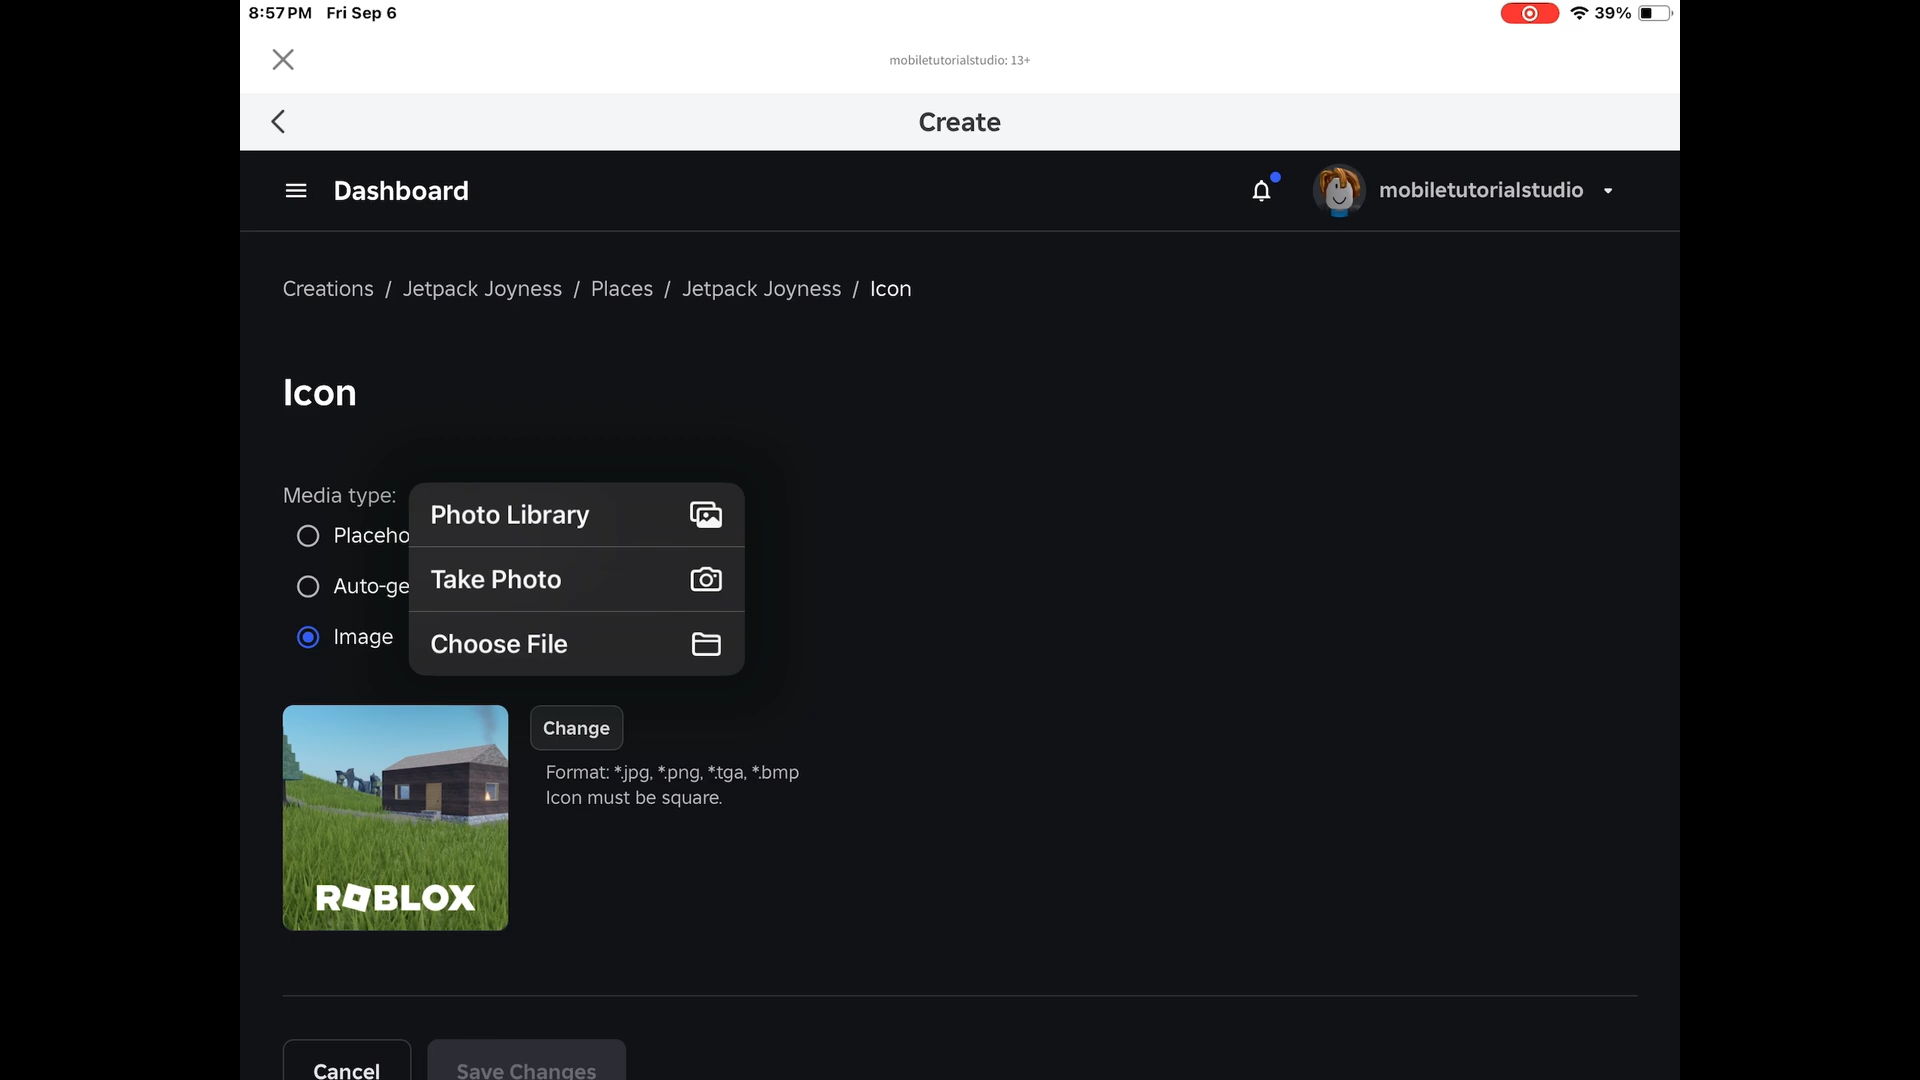 8:57 PM Fri Sep 6
39%
mobiletutorialstudio: 13+
Create
Dashboard
mobiletutorialstudio
Creations / Jetpack Joyness / Places / Jetpack Joyness / Icon
Icon
Media type:
Placeho
Auto-ge
Image
Photo Library
Take Photo
Choose File
Change
Format: *.jpg, *.png, *.tga, *.bmp
Icon must be square.
ROBLOX
Cancel
Save Changes